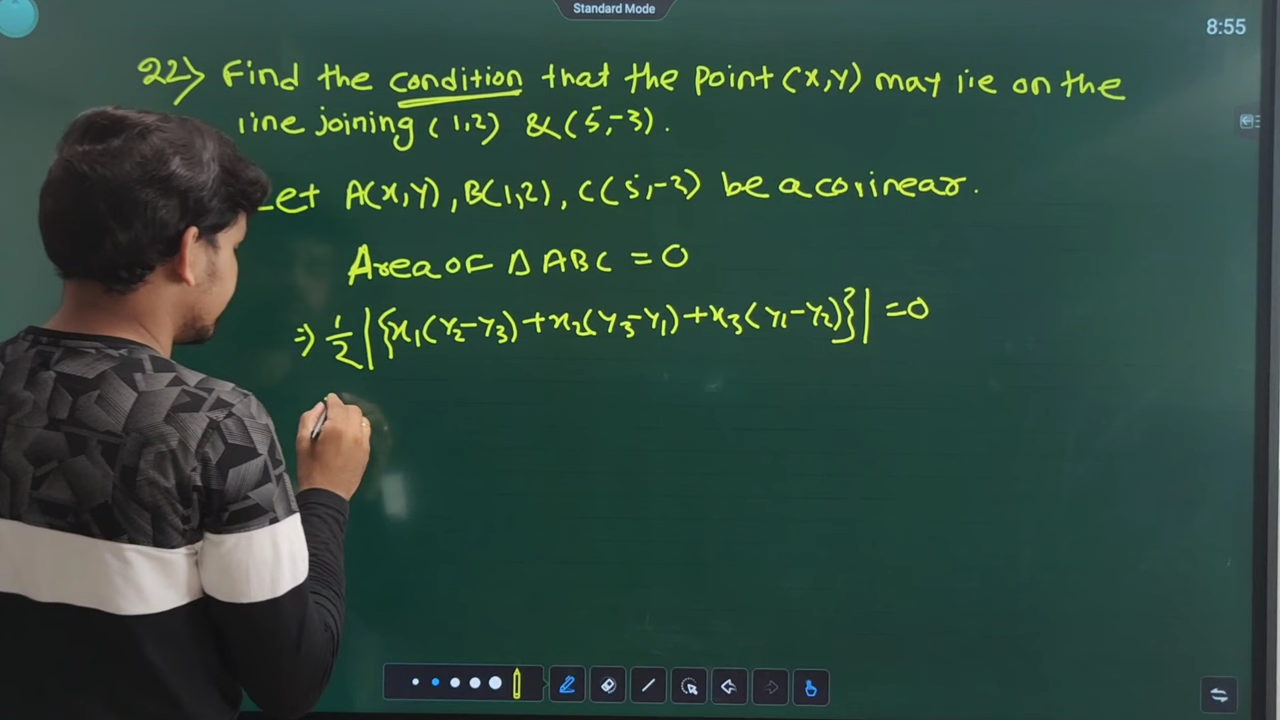 Standard Mode
8:55
22) Find the condition that the point (x,y) may lie on the
line joining (1,2) & (5,-3).
Let A(x,y), B(1,2), C(5,-3) be a colinear.
Area of Δ ABC = 0
⇒ 1/2 |{x₁(y₂-y₃)+x₂(y₃-y₁)+x₃(y₁-y₂)}| = 0